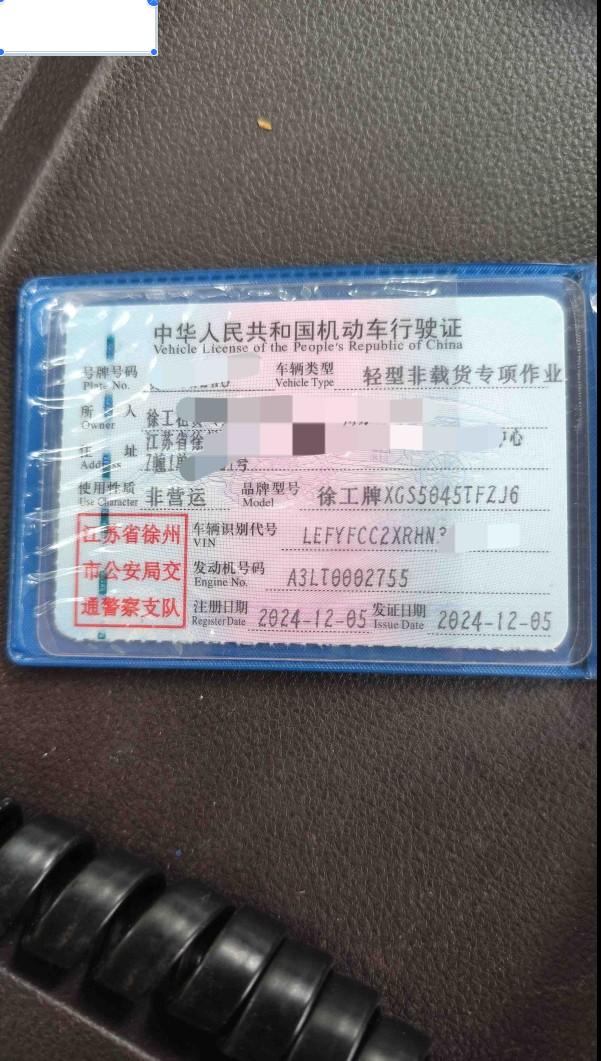 中华人民共和国机动车行驶证
Vehicle License of the People's Republic of China
号牌号码
Plate No.
车辆类型
Vehicle Type
轻型非载货专项作业
所 人
Owner
徐工
住 址
Address
江苏省徐
号
使用性质
Use Character
非营运
品牌型号
Model
徐工牌XGS5045TFZJ6
江苏省徐州
市公安局交
通警察支队
车辆识别代号
VIN
LEFYFCC2XRHN
发动机号码
Engine No.
A3LT0002755
注册日期
Register Date
2024-12-05
发证日期
Issue Date
2024-12-05